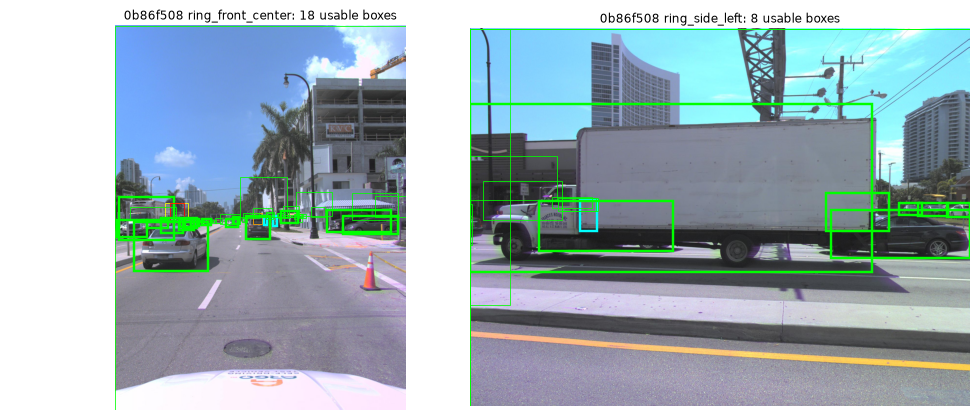 0b86f508 ring_front_center: 18 usable boxes
0b86f508 ring_side_left: 8 usable boxes